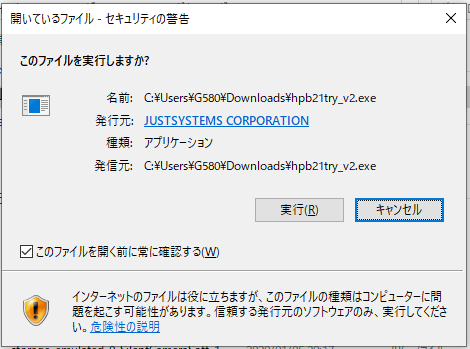 開いているファイル - セキュリティの警告
このファイルを実行しますか?
名前: C:¥Users¥G580¥Downloads¥hpb21try_v2.exe
発行元: JUSTSYSTEMS CORPORATION
種類: アプリケーション
発信元: C:¥Users¥G580¥Downloads¥hpb21try_v2.exe
実行(R) キャンセル
このファイルを開く前に常に確認する(W)
インターネットのファイルは役に立ちますが、このファイルの種類はコンピューターに問
題を起こす可能性があります。信頼する発行元のソフトウェアのみ、実行してくださ
い。危険性の説明